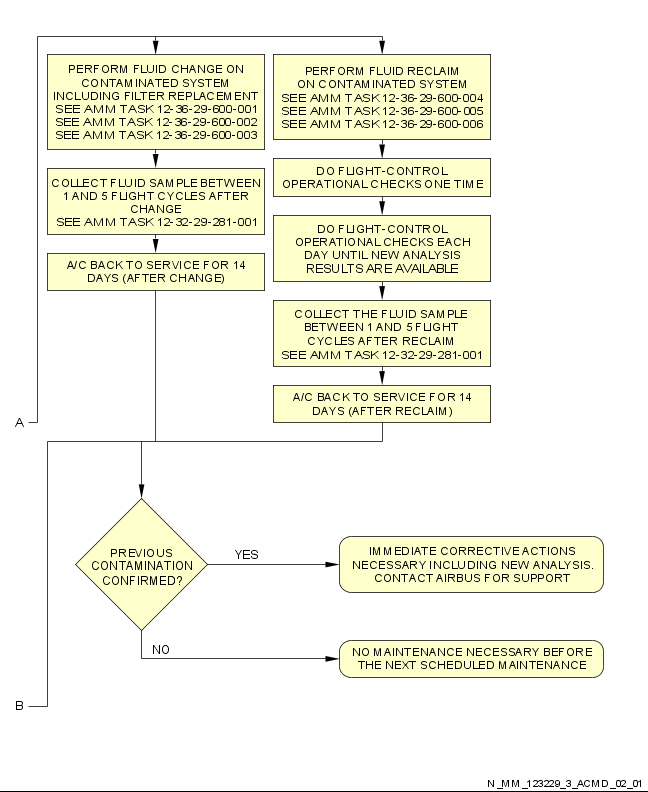 PERFORM FLUID CHANGE ON
CONTAMINATED SYSTEM
INCLUDING FILTER REPLACEMENT
SEE AMM TASK 12-36-29-600-001
SEE AMM TASK 12-36-29-600-002
SEE AMM TASK 12-36-29-600-003
COLLECT FLUID SAMPLE BETWEEN
1 AND 5 FLIGHT CYCLES AFTER
CHANGE
SEE AMM TASK 12-32-29-281-001
A/C BACK TO SERVICE FOR 14
DAYS (AFTER CHANGE)
PERFORM FLUID RECLAIM
ON CONTAMINATED SYSTEM
SEE AMM TASK 12-36-29-600-004
SEE AMM TASK 12-36-29-600-005
SEE AMM TASK 12-36-29-600-006
DO FLIGHT-CONTROL
OPERATIONAL CHECKS ONE TIME
DO FLIGHT-CONTROL
OPERATIONAL CHECKS EACH
DAY UNTIL NEW ANALYSIS
RESULTS ARE AVAILABLE
COLLECT THE FLUID SAMPLE
BETWEEN 1 AND 5 FLIGHT
CYCLES AFTER RECLAIM
SEE AMM TASK 12-32-29-281-001
A/C BACK TO SERVICE FOR 14
DAYS (AFTER RECLAIM)
A
PREVIOUS
CONTAMINATION
CONFIRMED?
YES
IMMEDIATE CORRECTIVE ACTIONS
NECESSARY INCLUDING NEW ANALYSIS.
CONTACT AIRBUS FOR SUPPORT
NO
NO MAINTENANCE NECESSARY BEFORE
THE NEXT SCHEDULED MAINTENANCE
B
N_MM_123229_3_ACMD_02_01